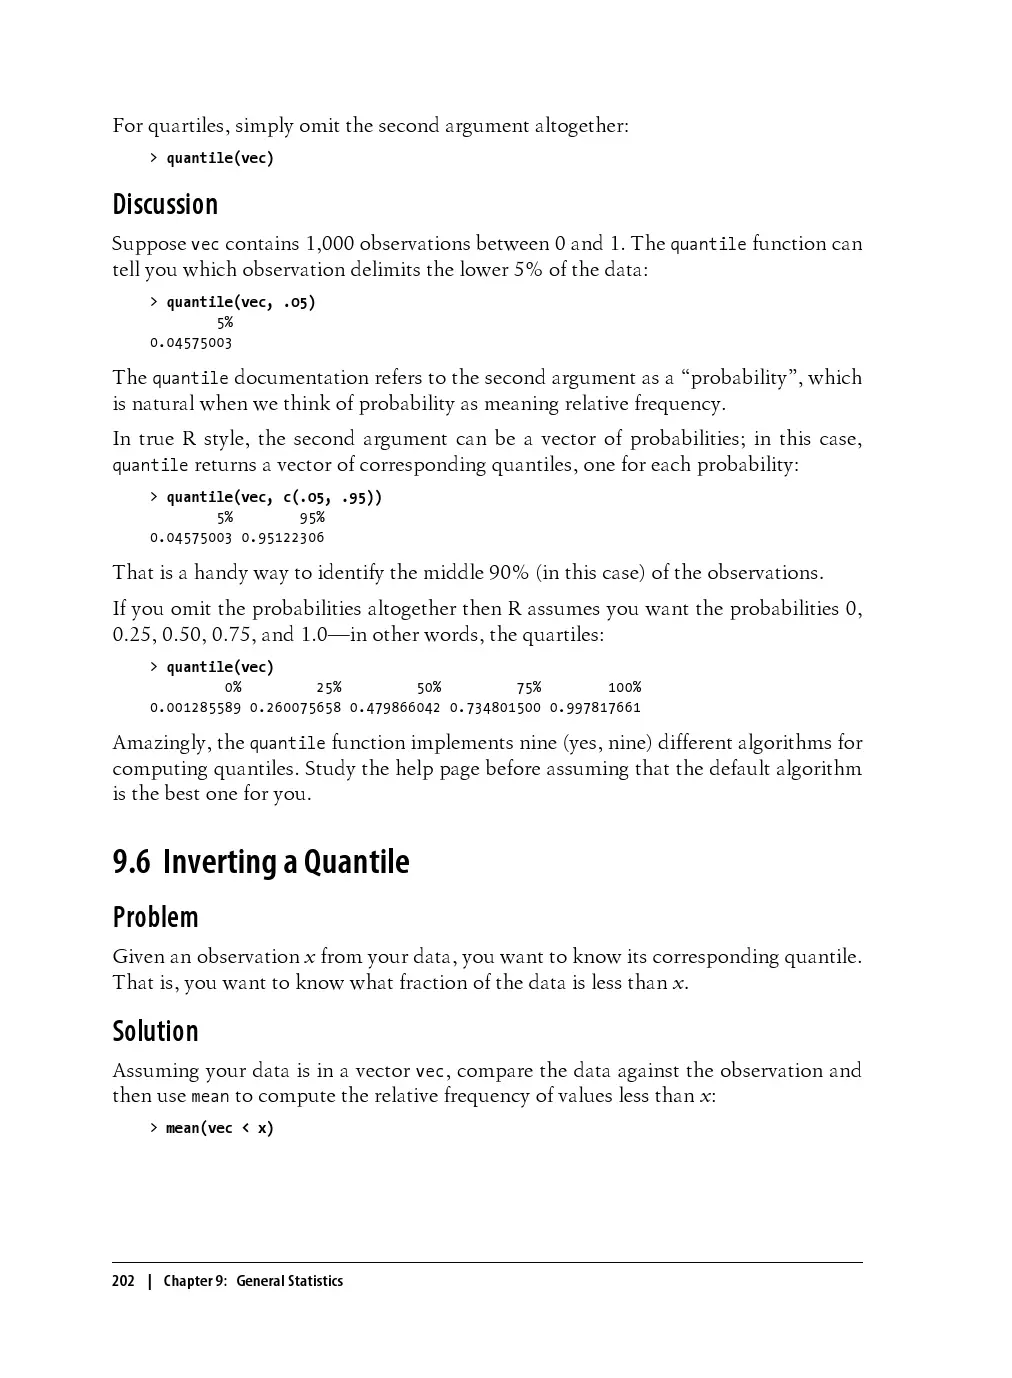 For quartiles, simply omit the second argument altogether:
> quantile(vec)
Discussion
Suppose vec contains 1,000 observations between 0 and 1. The quantile function can
tell you which observation delimits the lower 5% of the data:
> quantile(vec, .05)
5%
0.04575003
The quantile documentation refers to the second argument as a “probability”, which
is natural when we think of probability as meaning relative frequency.
In true R style, the second argument can be a vector of probabilities; in this case,
quantile returns a vector of corresponding quantiles, one for each probability:
> quantile(vec, c(.05, .95))
5% 95%
0.04575003 0.95122306
That is a handy way to identify the middle 90% (in this case) of the observations.
If you omit the probabilities altogether then R assumes you want the probabilities 0,
0.25, 0.50, 0.75, and 1.0—in other words, the quartiles:
> quantile(vec)
0% 25% 50% 75% 100%
0.001285589 0.260075658 0.479866042 0.734801500 0.997817661
Amazingly, the quantile function implements nine (yes, nine) different algorithms for
computing quantiles. Study the help page before assuming that the default algorithm
is the best one for you.
9.6 Inverting a Quantile
Problem
Given an observation x from your data, you want to know its corresponding quantile.
That is, you want to know what fraction of the data is less than x.
Solution
Assuming your data is in a vector vec, compare the data against the observation and
then use mean to compute the relative frequency of values less than x:
> mean(vec < x)
202 | Chapter 9: General Statistics